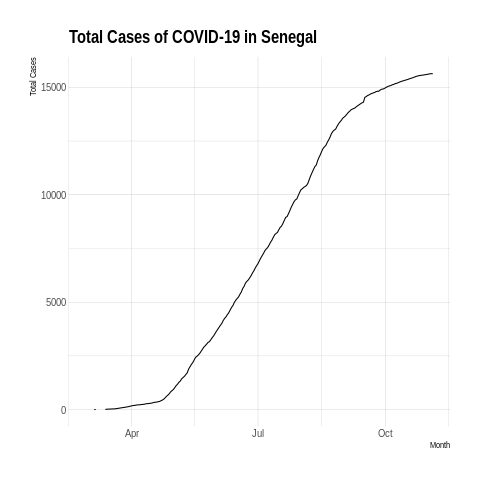 Total Cases of COVID-19 in Senegal
Total Cases
15000
10000
5000
0
Apr Jul Oct
Month